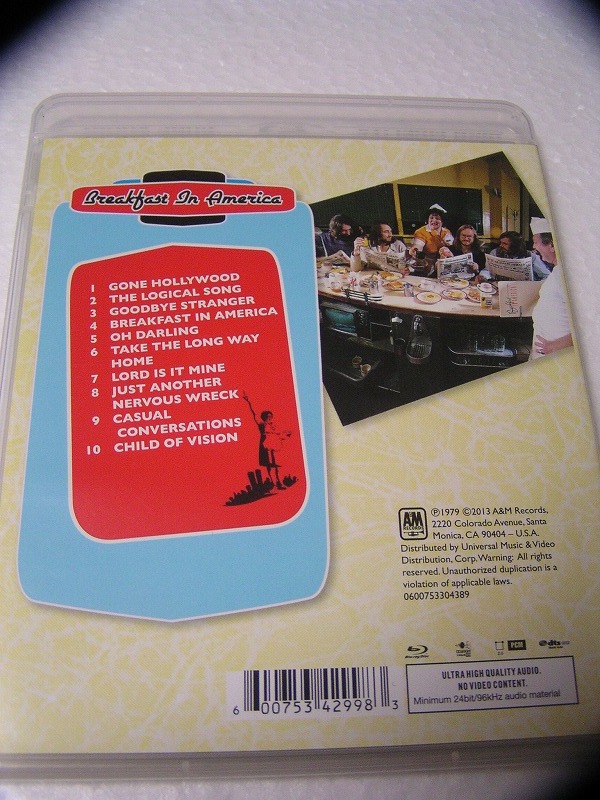 Breakfast In America
1 GONE HOLLYWOOD
2 THE LOGICAL SONG
3 GOODBYE STRANGER
4 BREAKFAST IN AMERICA
5 OH DARLING
6 TAKE THE LONG WAY
HOME
7 LORD IS IT MINE
8 JUST ANOTHER
NERVOUS WRECK
9 CASUAL
CONVERSATIONS
10 CHILD OF VISION
A&M
RECORDS
℗1979 ©2013 A&M Records,
2220 Colorado Avenue, Santa
Monica, CA 90404 – U.S.A.
Distributed by Universal Music & Video
Distribution, Corp. Warning: All rights
reserved. Unauthorized duplication is a
violation of applicable laws.
0600753304389
PCM
dts
ULTRA HIGH QUALITY AUDIO.
NO VIDEO CONTENT.
Minimum 24bit/96kHz audio material
6 00753 42998 3